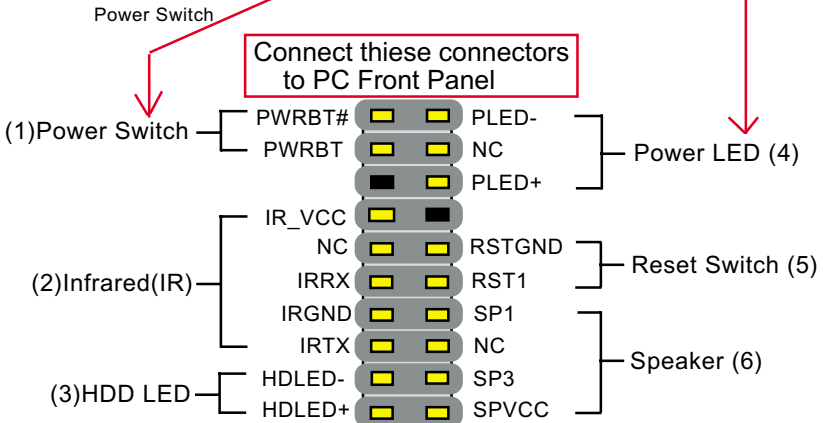 Power Switch
Connect thiese connectors
to PC Front Panel
(1)Power Switch
PWRBT#
PLED-
PWRBT
NC
Power LED (4)
PLED+
IR_VCC
NC
RSTGND
Reset Switch (5)
(2)Infrared(IR)
IRRX
RST1
IRGND
SP1
IRTX
NC
Speaker (6)
(3)HDD LED
HDLED-
SP3
HDLED+
SPVCC